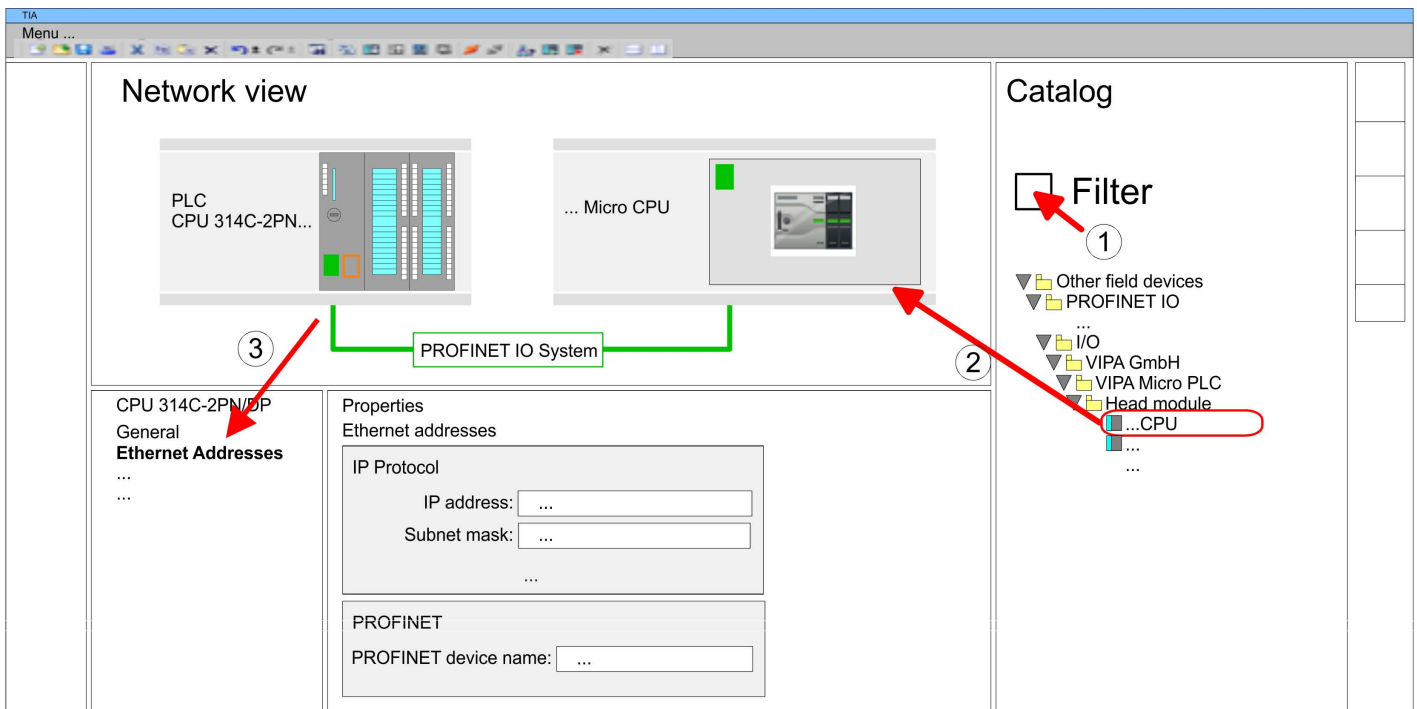 TIA
Menu ...
Network view
PLC
CPU 314C-2PN...
... Micro CPU
PROFINET IO System
3
2
CPU 314C-2PN/DP
General
Ethernet Addresses
...
...
Properties
Ethernet addresses
IP Protocol
IP address: ...
Subnet mask: ...
...
PROFINET
PROFINET device name: ...
Catalog
Filter
1
Other field devices
PROFINET IO
...
I/O
VIPA GmbH
VIPA Micro PLC
Head module
...CPU
...
...